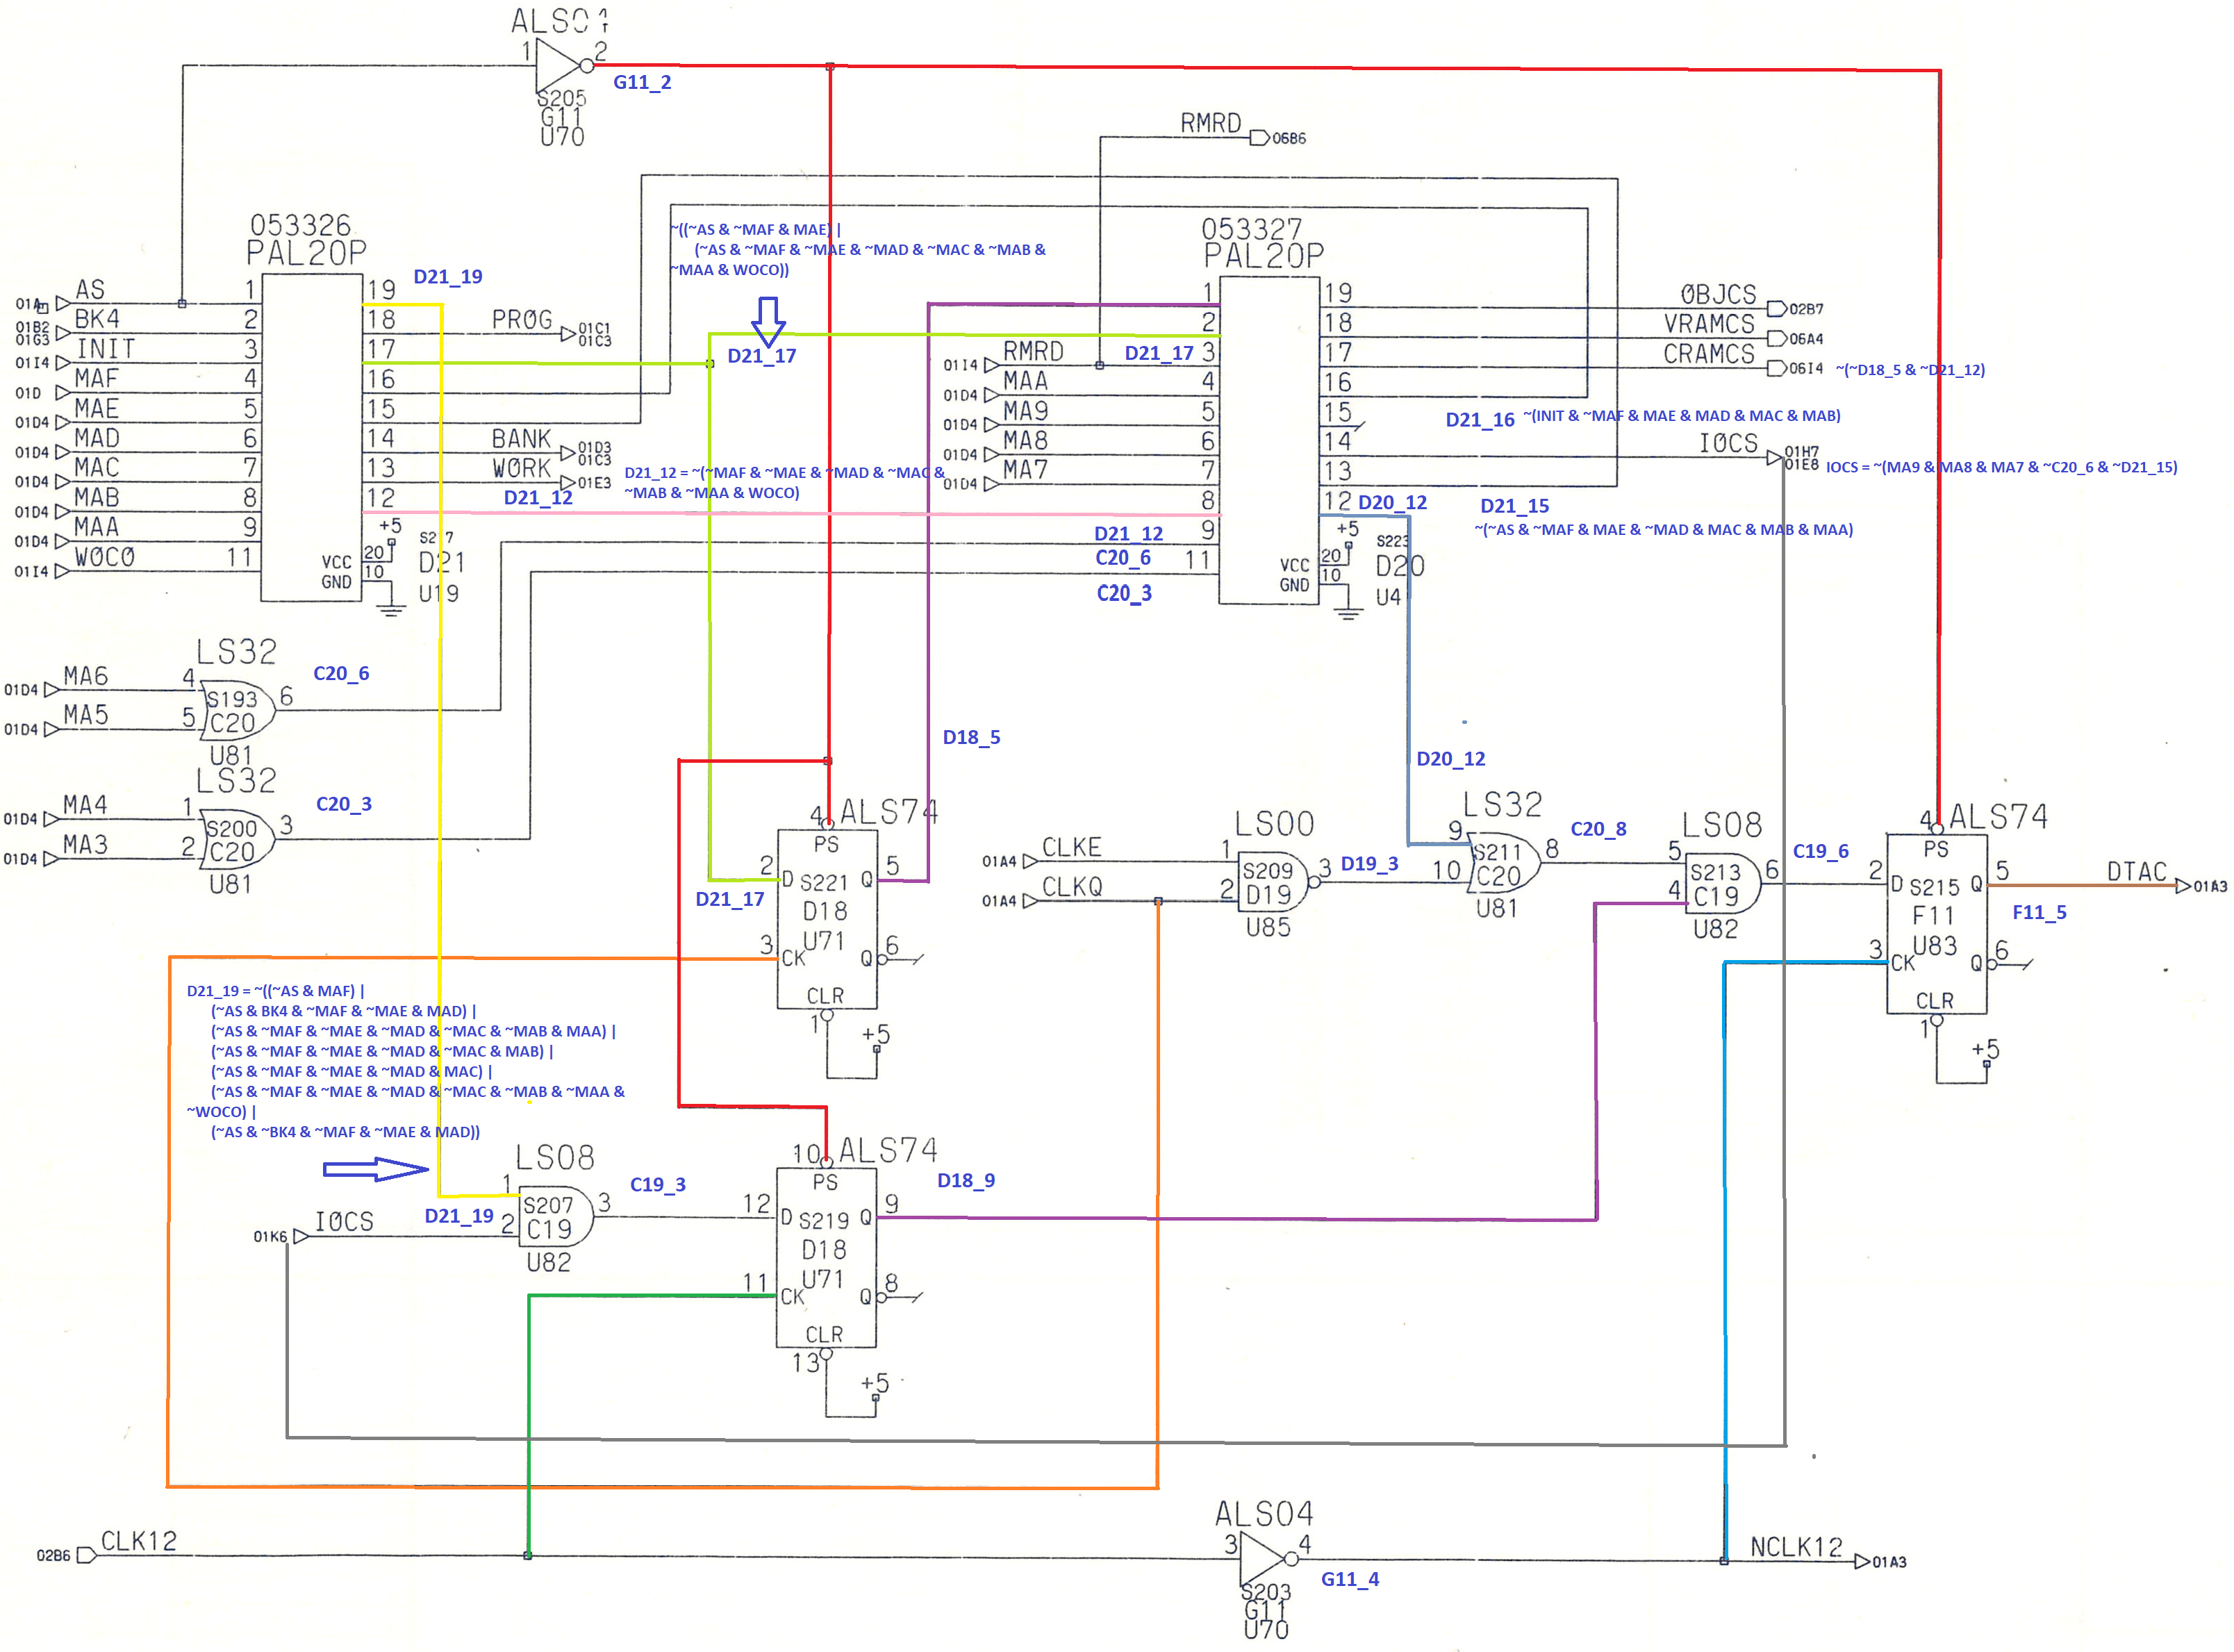 ALS04
1
2
G11_2
S205
G11
U70
RMRD
06B6
053326
PAL20P
D21_19
~((~AS & ~MAF & MAE) |
(~AS & ~MAF & ~MAE & ~MAD & ~MAC & ~MAB &
~MAA & WOCO))
D21_17
053327
PAL20P
AS 1
01B2
01G3
BK4 2
01I4 INIT 3
01D MAF 4
01D4 MAE 5
01D4 MAD 6
01D4 MAC 7
01D4 MAB 8
01D4 MAA 9
01I4 WOCO 11
19
18 PROG 01C1
01C3
17
16
15
14 BANK 01D3
01C3
13 WORK 01E3
12 D21_12
+5
VCC 20
GND 10
D21
U19
D21_12 = ~(~MAF & ~MAE & ~MAD & ~MAC &
~MAB & ~MAA & WOCO)
1
2
D21_17
01I4 RMRD 3
01D4 MAA 4
01D4 MA9 5
01D4 MA8 6
01D4 MA7 7
8
D21_12 9
C20_6 11
C20_3
19 OBJCS 02B7
18 VRAMCS 06A4
17 CRAMCS 06I4 ~(~D18_5 & ~D21_12)
16
D21_16 ~(INIT & ~MAF & MAE & MAD & MAC & MAB)
15
14 IOCS 01H7
01E8
IOCS = ~(MA9 & MA8 & MA7 & ~C20_6 & ~D21_15)
13
D21_15
12 D20_12
~(~AS & ~MAF & MAE & ~MAD & MAC & MAB & MAA)
+5
VCC 20
GND 10
S223
D20
U4
LS32
C20_6
01D4 MA6 4
01D4 MA5 5
S193
C20
6
U81
LS32
C20_3
01D4 MA4 1
01D4 MA3 2
S200
C20
3
U81
D18_5
D20_12
4 ALS74
PS
2 D
D21_17
S221
D18
U71
Q 5
3 CK
Q 6
CLR
1
+5
LS00
01A4 CLKE 1
01A4 CLKQ 2
S209
D19
3
U85
D19_3
LS32
9
10
S211
C20
8
U81
C20_8
LS08
5
4
S213
C19
6
U82
C19_6
4 ALS74
PS
2 D
S215
F11
U83
Q 5
DTAC 01A3
F11_5
3 CK
Q 6
CLR
1
+5
D21_19 = ~((~AS & MAF) |
(~AS & BK4 & ~MAF & ~MAE & MAD) |
(~AS & ~MAF & ~MAE & ~MAD & ~MAC & ~MAB & MAA) |
(~AS & ~MAF & ~MAE & ~MAD & ~MAC & MAB) |
(~AS & ~MAF & ~MAE & ~MAD & MAC) |
(~AS & ~MAF & ~MAE & ~MAD & ~MAC & ~MAB & ~MAA &
~WOCO) |
(~AS & ~BK4 & ~MAF & ~MAE & MAD))
LS08
1
D21_19
01K6 IOCS 2
S207
C19
3
U82
C19_3
10 ALS74
PS
12 D
S219
D18
U71
Q 9
D18_9
11 CK
Q 8
CLR
13
+5
02B6 CLK12
ALS04
3
4
S203
G11
U70
G11_4
NCLK12 01A3